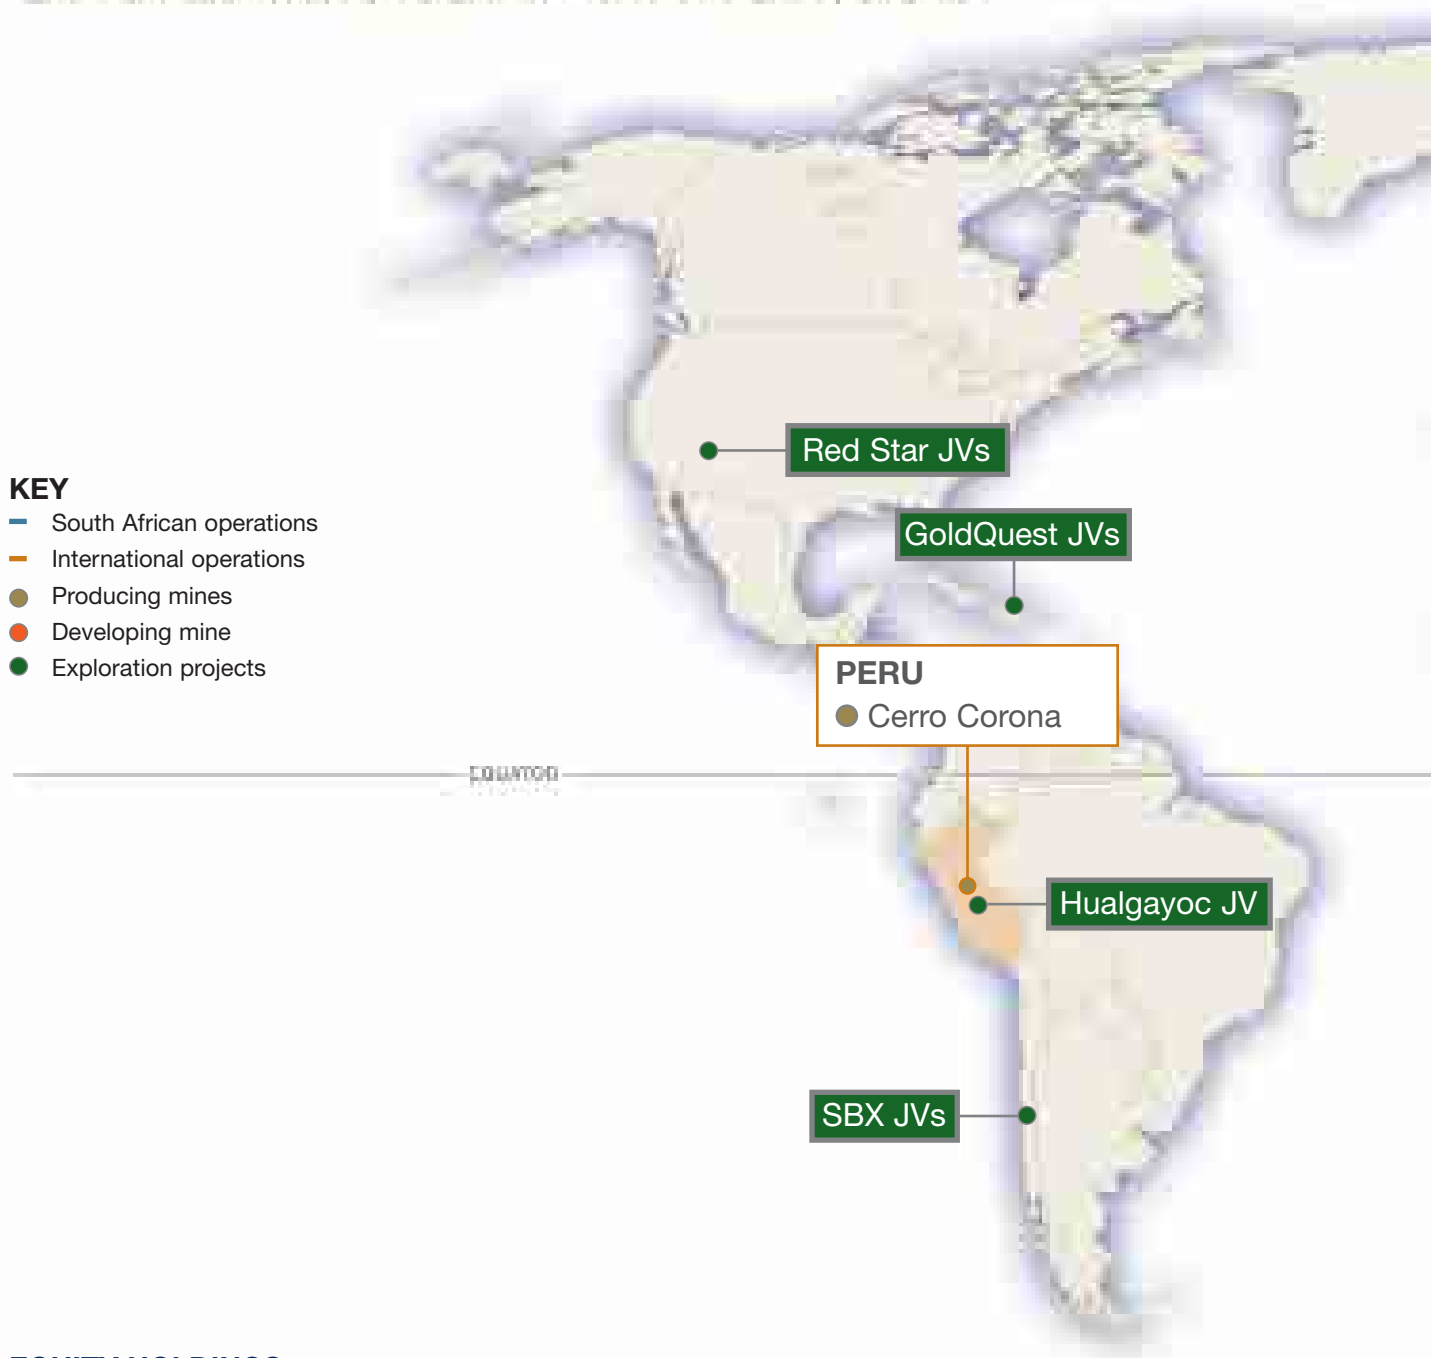 Red Star JVs
KEY
South African operations
International operations
Producing mines
Developing mine
Exploration projects
GoldQuest JVs
PERU
Cerro Corona
Hualgayoc JV
SBX JVs